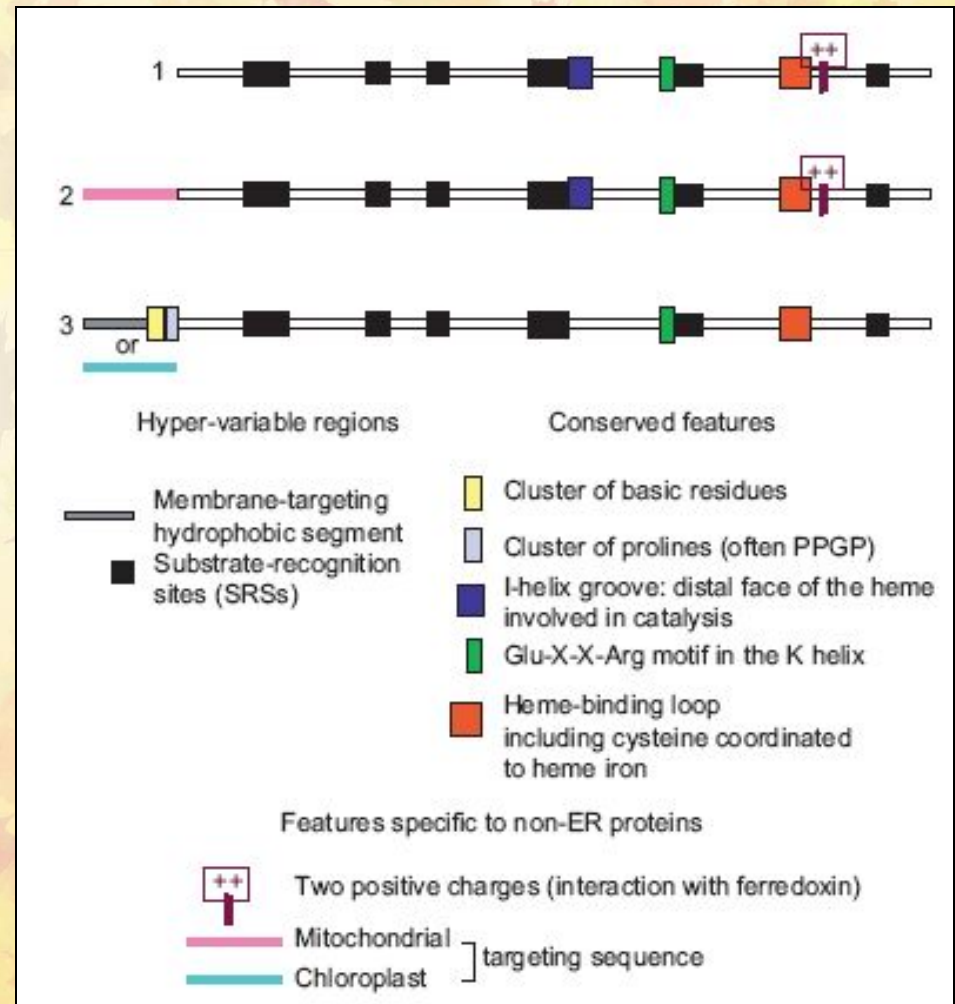 ++
1
++
2
3
or
Hyper-variable regions
Conserved features
Membrane-targeting
hydrophobic segment
Substrate-recognition
sites (SRSs)
Cluster of basic residues
Cluster of prolines (often PPGP)
I-helix groove: distal face of the heme
involved in catalysis
Glu-X-X-Arg motif in the K helix
Heme-binding loop
including cysteine coordinated
to heme iron
Features specific to non-ER proteins
++
Two positive charges (interaction with ferredoxin)
Mitochondrial
targeting sequence
Chloroplast